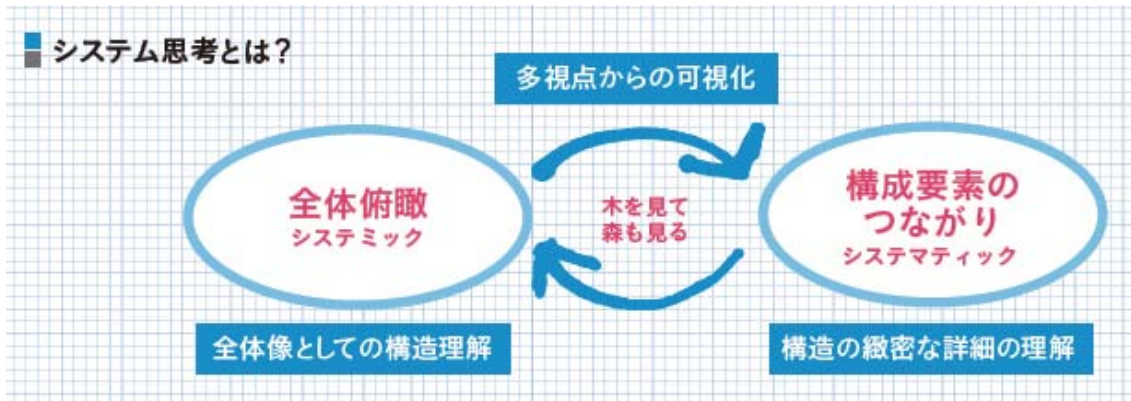 システム思考とは？
多視点からの可視化
全体俯瞰
システミック
木を見て
森も見る
構成要素の
つながり
システマティック
全体像としての構造理解
構造の緻密な詳細の理解